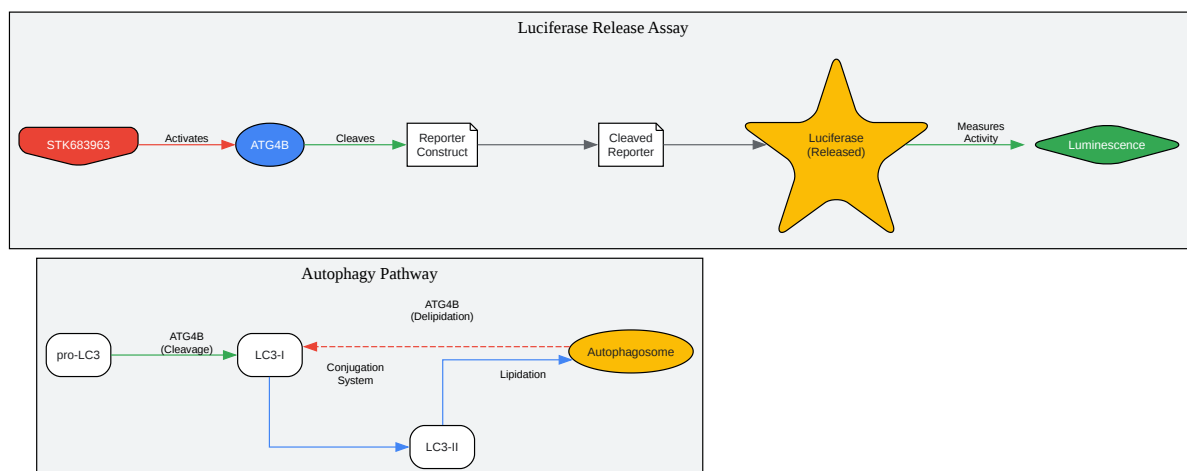 Luciferase Release Assay
STK683963
Activates
ATG4B
Cleaves
Reporter
Construct
Cleaved
Reporter
Luciferase
(Released)
Measures
Activity
Luminescence
Autophagy Pathway
pro-LC3
ATG4B
(Cleavage)
LC3-I
ATG4B
(Delipidation)
Conjugation
System
LC3-II
Lipidation
Autophagosome